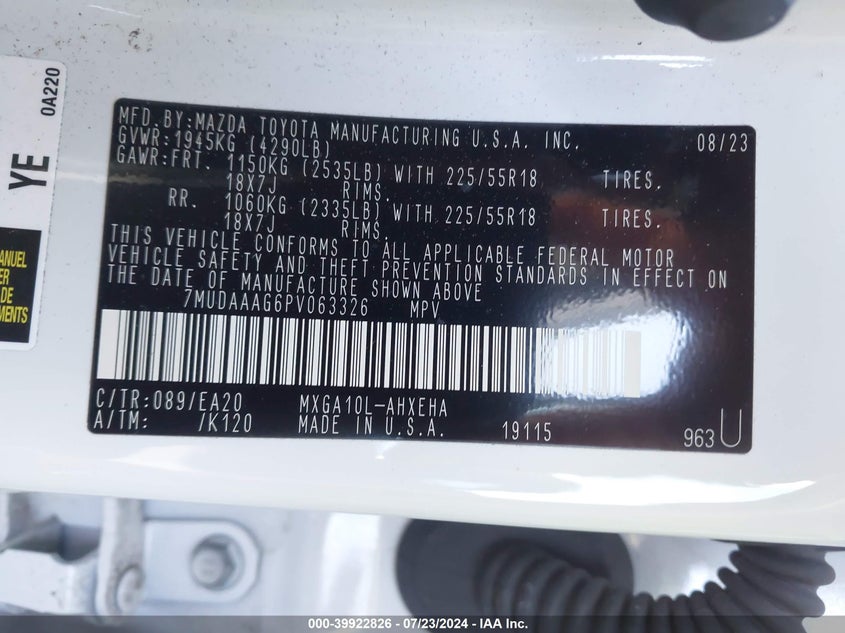 0A220
YE
MANUEL
DE
MENTS
MFD.BY:MAZDA TOYOTA MANUFACTURING U.S.A. INC. 08/23
GVWR:1945KG (4290LB)
GAWR:FRT. 1150KG (2535LB) WITH 225/55R18 TIRES.
18X7J RIMS.
RR. 1060KG (2335LB) WITH 225/55R18 TIRES.
18X7J RIMS
THIS VEHICLE CONFORMS TO ALL APPLICABLE FEDERAL MOTOR
VEHICLE SAFETY AND THEFT PREVENTION STANDARDS IN EFFECT ON
THE DATE OF MANUFACTURE SHOWN ABOVE
7MUDAAAG6PV063326 MPV
C/TR:089/EA20 MXGA10L-AHXEHA
A/TM: /K120 MADE IN U.S.A. 19115 963 U
000-39922826 - 07/23/2024 - IAA Inc.